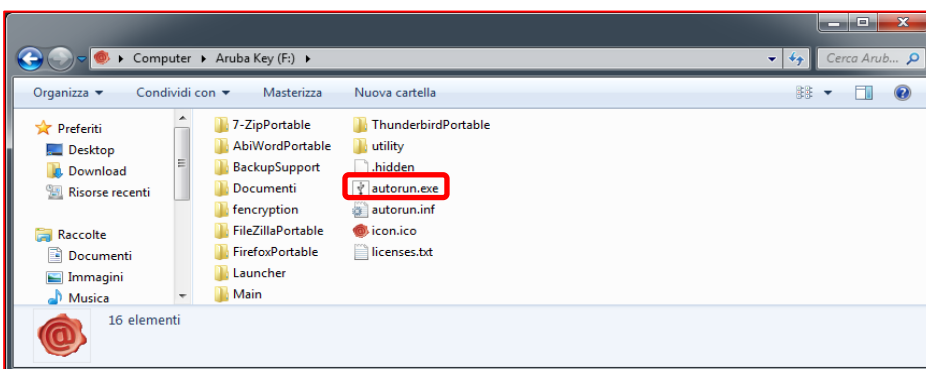 Computer ▸ Aruba Key (F:) ▸
Cerca Arub...
Organizza
Condividi con
Masterizza
Nuova cartella
Preferiti
Desktop
Download
Risorse recenti
Raccolte
Documenti
Immagini
Musica
7-ZipPortable
AbiWordPortable
BackupSupport
Documenti
fencryption
FileZillaPortable
FirefoxPortable
Launcher
Main
ThunderbirdPortable
utility
.hidden
autorun.exe
autorun.inf
icon.ico
licenses.txt
16 elementi